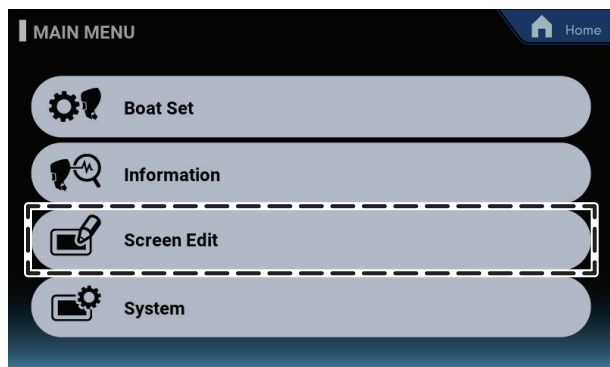 MAIN MENU
Home
Boat Set
Information
Screen Edit
System